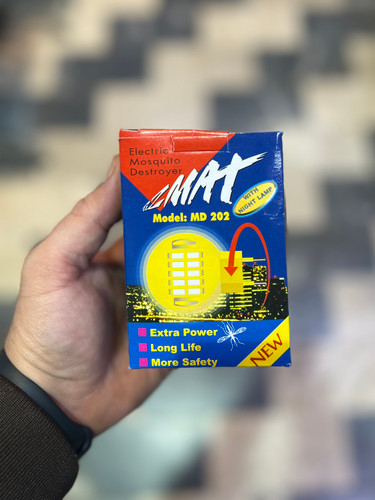 Electric
Mosquito
Destroyer
MAT
Model: MD 202
WITH
NIGHT LAMP
Extra Power
Long Life
More Safety
NEW